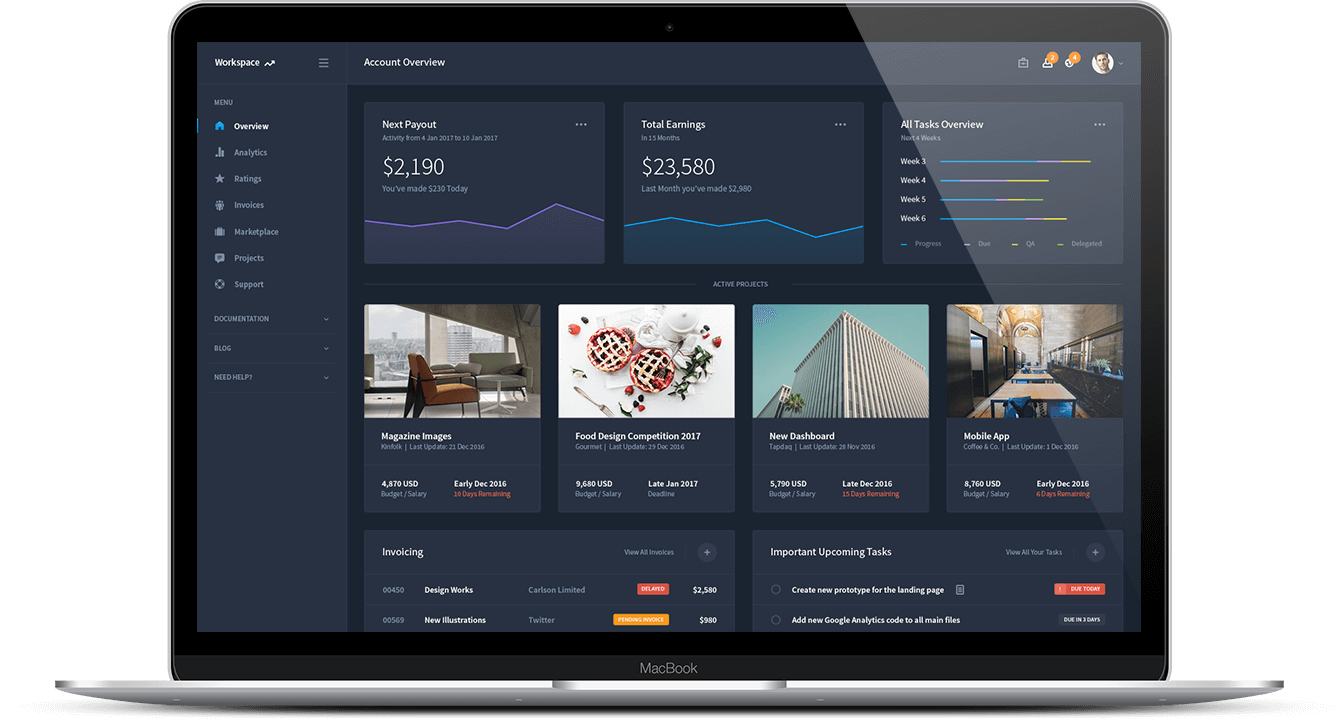 Workspace
Account Overview
2
4
MENU
Overview
Analytics
Ratings
Invoices
Marketplace
Projects
Support
DOCUMENTATION
BLOG
NEED HELP?
Next Payout
Activity from 4 Jan 2017 to 10 Jan 2017
$2,190
You've made $230 Today
Total Earnings
In 15 Months
$23,580
Last Month you've made $2,980
All Tasks Overview
Next 4 Weeks
Week 3
Week 4
Week 5
Week 6
Progress Due QA Delegated
ACTIVE PROJECTS
Magazine Images
Kinfolk | Last Update: 21 Dec 2016
4,870 USD Early Dec 2016
Budget / Salary 10 Days Remaining
Food Design Competition 2017
Gourmet | Last Update: 29 Dec 2016
9,680 USD Late Jan 2017
Budget / Salary Deadline
New Dashboard
Tapdaq | Last Update: 28 Nov 2016
5,790 USD Late Dec 2016
Budget / Salary 15 Days Remaining
Mobile App
Coffee & Co. | Last Update: 1 Dec 2016
8,760 USD Early Dec 2016
Budget / Salary 6 Days Remaining
Invoicing View All Invoices +
00450 Design Works Carlson Limited DELAYED $2,580
00569 New Illustrations Twitter PENDING INVOICE $980
Important Upcoming Tasks View All Your Tasks +
Create new prototype for the landing page ! DUE TODAY
Add new Google Analytics code to all main files DUE IN 3 DAYS
MacBook